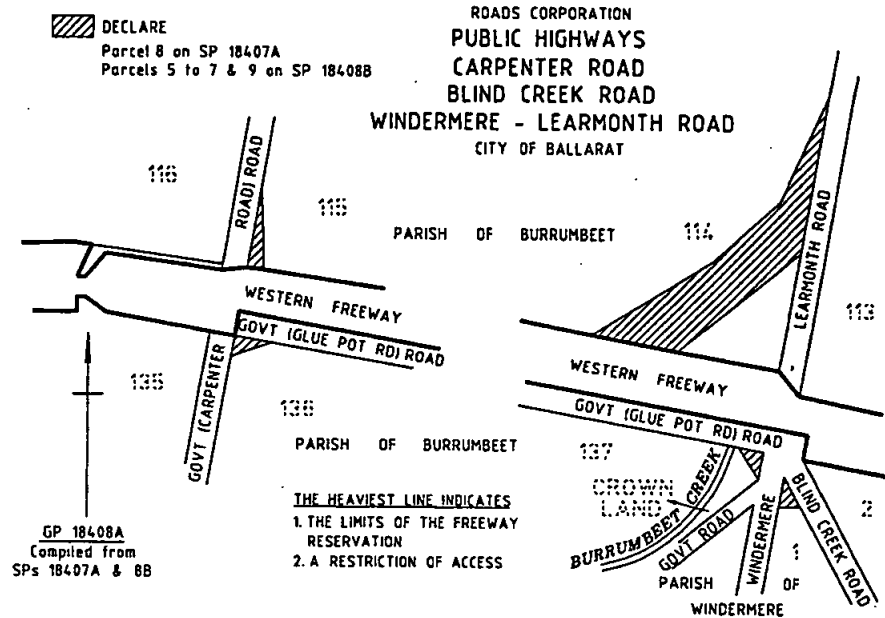 DECLARE
Parcel 8 on SP 18407A
Parcels 5 to 7 & 9 on SP 18408B
ROADS CORPORATION
PUBLIC HIGHWAYS
CARPENTER ROAD
BLIND CREEK ROAD
WINDERMERE - LEARMONTH ROAD
CITY OF BALLARAT
116
ROAD) ROAD
115
PARISH OF BURRUMBEET
114
LEARMONTH ROAD
113
WESTERN FREEWAY
GOVT (GLUE POT RD) ROAD
135
GOVT (CARPENTER
136
PARISH OF BURRUMBEET
WESTERN FREEWAY
GOVT (GLUE POT RD) ROAD
137
CROWN
LAND
BURRUMBEET CREEK
GOVT ROAD
WINDERMERE
BLIND CREEK ROAD
2
1
PARISH OF
WINDERMERE
THE HEAVIEST LINE INDICATES
1. THE LIMITS OF THE FREEWAY
RESERVATION
2. A RESTRICTION OF ACCESS
GP 18408A
Compiled from
SPs 18407A & 8B